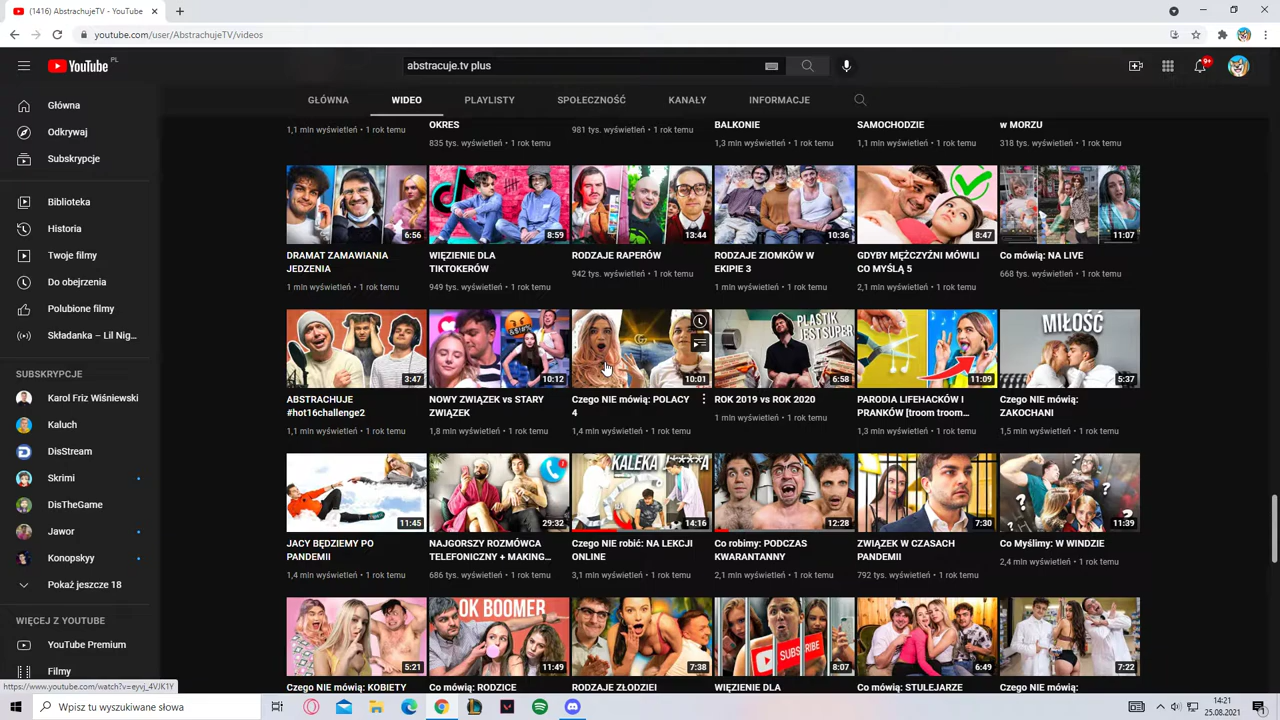 (1416) AbstrachujeTV - YouTube
youtube.com/user/AbstrachujeTV/videos
YouTube PL
abstracuje.tv plus
9+
GŁÓWNA
WIDEO
PLAYLISTY
SPOŁECZNOŚĆ
KANAŁY
INFORMACJE
Główna
Odkrywaj
Subskrypcje
Biblioteka
Historia
Twoje filmy
Do obejrzenia
Polubione filmy
Składanka – Lil Nig...
SUBSKRYPCJE
Karol Friz Wiśniewski
Kaluch
DisStream
Skrimi
DisTheGame
Jawor
Konopskyy
Pokaż jeszcze 18
WIĘCEJ Z YOUTUBE
YouTube Premium
Filmy
1,1 mln wyświetleń • 1 rok temu
OKRES
835 tys. wyświetleń • 1 rok temu
981 tys. wyświetleń • 1 rok temu
BALKONIE
1,3 mln wyświetleń • 1 rok temu
SAMOCHODZIE
1,1 mln wyświetleń • 1 rok temu
w MORZU
318 tys. wyświetleń • 1 rok temu
6:56
DRAMAT ZAMAWIANIA
JEDZENIA
1 mln wyświetleń • 1 rok temu
8:59
WIĘZIENIE DLA
TIKTOKERÓW
949 tys. wyświetleń • 1 rok temu
13:44
RODZAJE RAPERÓW
942 tys. wyświetleń • 1 rok temu
10:36
RODZAJE ZIOMKÓW W
EKIPIE 3
1 mln wyświetleń • 1 rok temu
8:47
GDYBY MĘŻCZYŹNI MÓWILI
CO MYŚLĄ 5
2,1 mln wyświetleń • 1 rok temu
11:07
Co mówią: NA LIVE
668 tys. wyświetleń • 1 rok temu
3:47
ABSTRACHUJE
#hot16challenge2
1,1 mln wyświetleń • 1 rok temu
10:12
NOWY ZWIĄZEK vs STARY
ZWIĄZEK
1,8 mln wyświetleń • 1 rok temu
10:01
Czego NIE mówią: POLACY
4
1,4 mln wyświetleń • 1 rok temu
PLASTIK
JEST SUPER
6:58
ROK 2019 vs ROK 2020
1 mln wyświetleń • 1 rok temu
11:09
PARODIA LIFEHACKÓW I
PRANKÓW [troom troom...
1,3 mln wyświetleń • 1 rok temu
MIŁOŚĆ
5:37
Czego NIE mówią:
ZAKOCHANI
1,5 mln wyświetleń • 1 rok temu
11:45
JACY BĘDZIEMY PO
PANDEMII
1,4 mln wyświetleń • 1 rok temu
29:32
NAJGORSZY ROZMÓWCA
TELEFONICZNY + MAKING...
686 tys. wyświetleń • 1 rok temu
KALEKA J***A
14:16
Czego NIE robić: NA LEKCJI
ONLINE
3,1 mln wyświetleń • 1 rok temu
12:28
Co robimy: PODCZAS
KWARANTANNY
2,1 mln wyświetleń • 1 rok temu
7:30
ZWIĄZEK W CZASACH
PANDEMII
792 tys. wyświetleń • 1 rok temu
11:39
Co Myślimy: W WINDZIE
2,4 mln wyświetleń • 1 rok temu
5:21
Czego NIE mówią: KOBIETY
OK BOOMER
11:49
Co mówią: RODZICE
7:38
RODZAJE ZŁODZIEI
SUBSCRIBE
8:07
WIĘZIENIE DLA
6:49
Co mówią: STULEJARZE
7:22
Czego NIE mówią:
https://www.youtube.com/watch?v=eyvj_4VJK1Y
Wpisz tu wyszukiwane słowo
14:21
25.08.2021
1